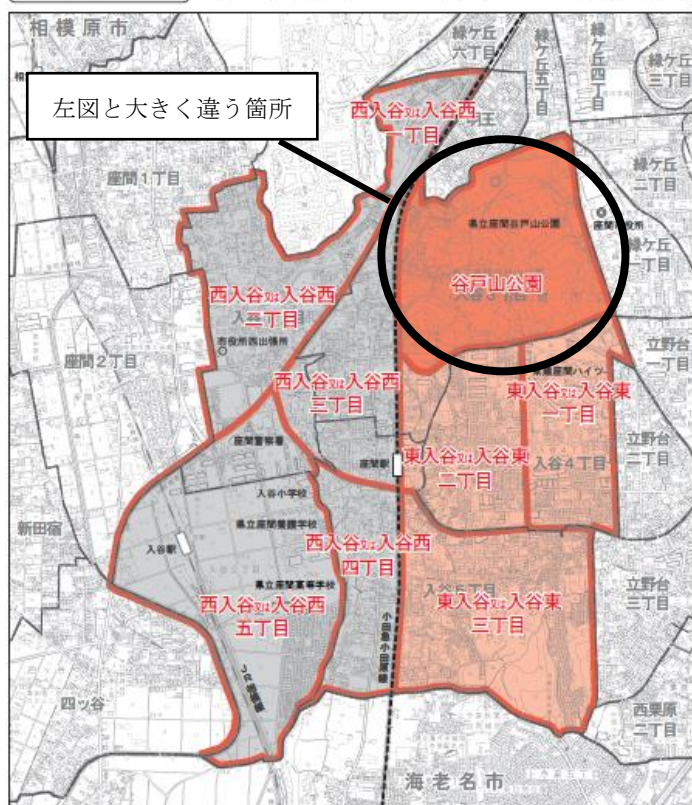 相模原市
緑ケ丘
六丁目
緑ケ丘五丁目
緑ケ丘四丁目
緑ケ丘
三丁目
左図と大きく違う箇所
西入谷又は入谷西
一丁目
座間1丁目
緑ケ丘
二丁目
県立座間谷戸山公園
座間市役所
緑ケ丘
一丁目
谷戸山公園
西入谷又は入谷西
二丁目
市役所西出張所
座間2丁目
立野台
一丁目
西入谷又は入谷西
三丁目
東入谷又は入谷東
一丁目
座間警察署
座間駅
東入谷又は入谷東
二丁目
入谷4丁目
立野台
二丁目
入谷小学校
新田宿
県立座間養護学校
入谷駅
西入谷又は入谷西
四丁目
県立座間高等学校
西入谷又は入谷西
五丁目
入谷5丁目
東入谷又は入谷東
三丁目
立野台
三丁目
小田急小田原線
JR相模線
四ツ谷
西栗原
二丁目
海老名市